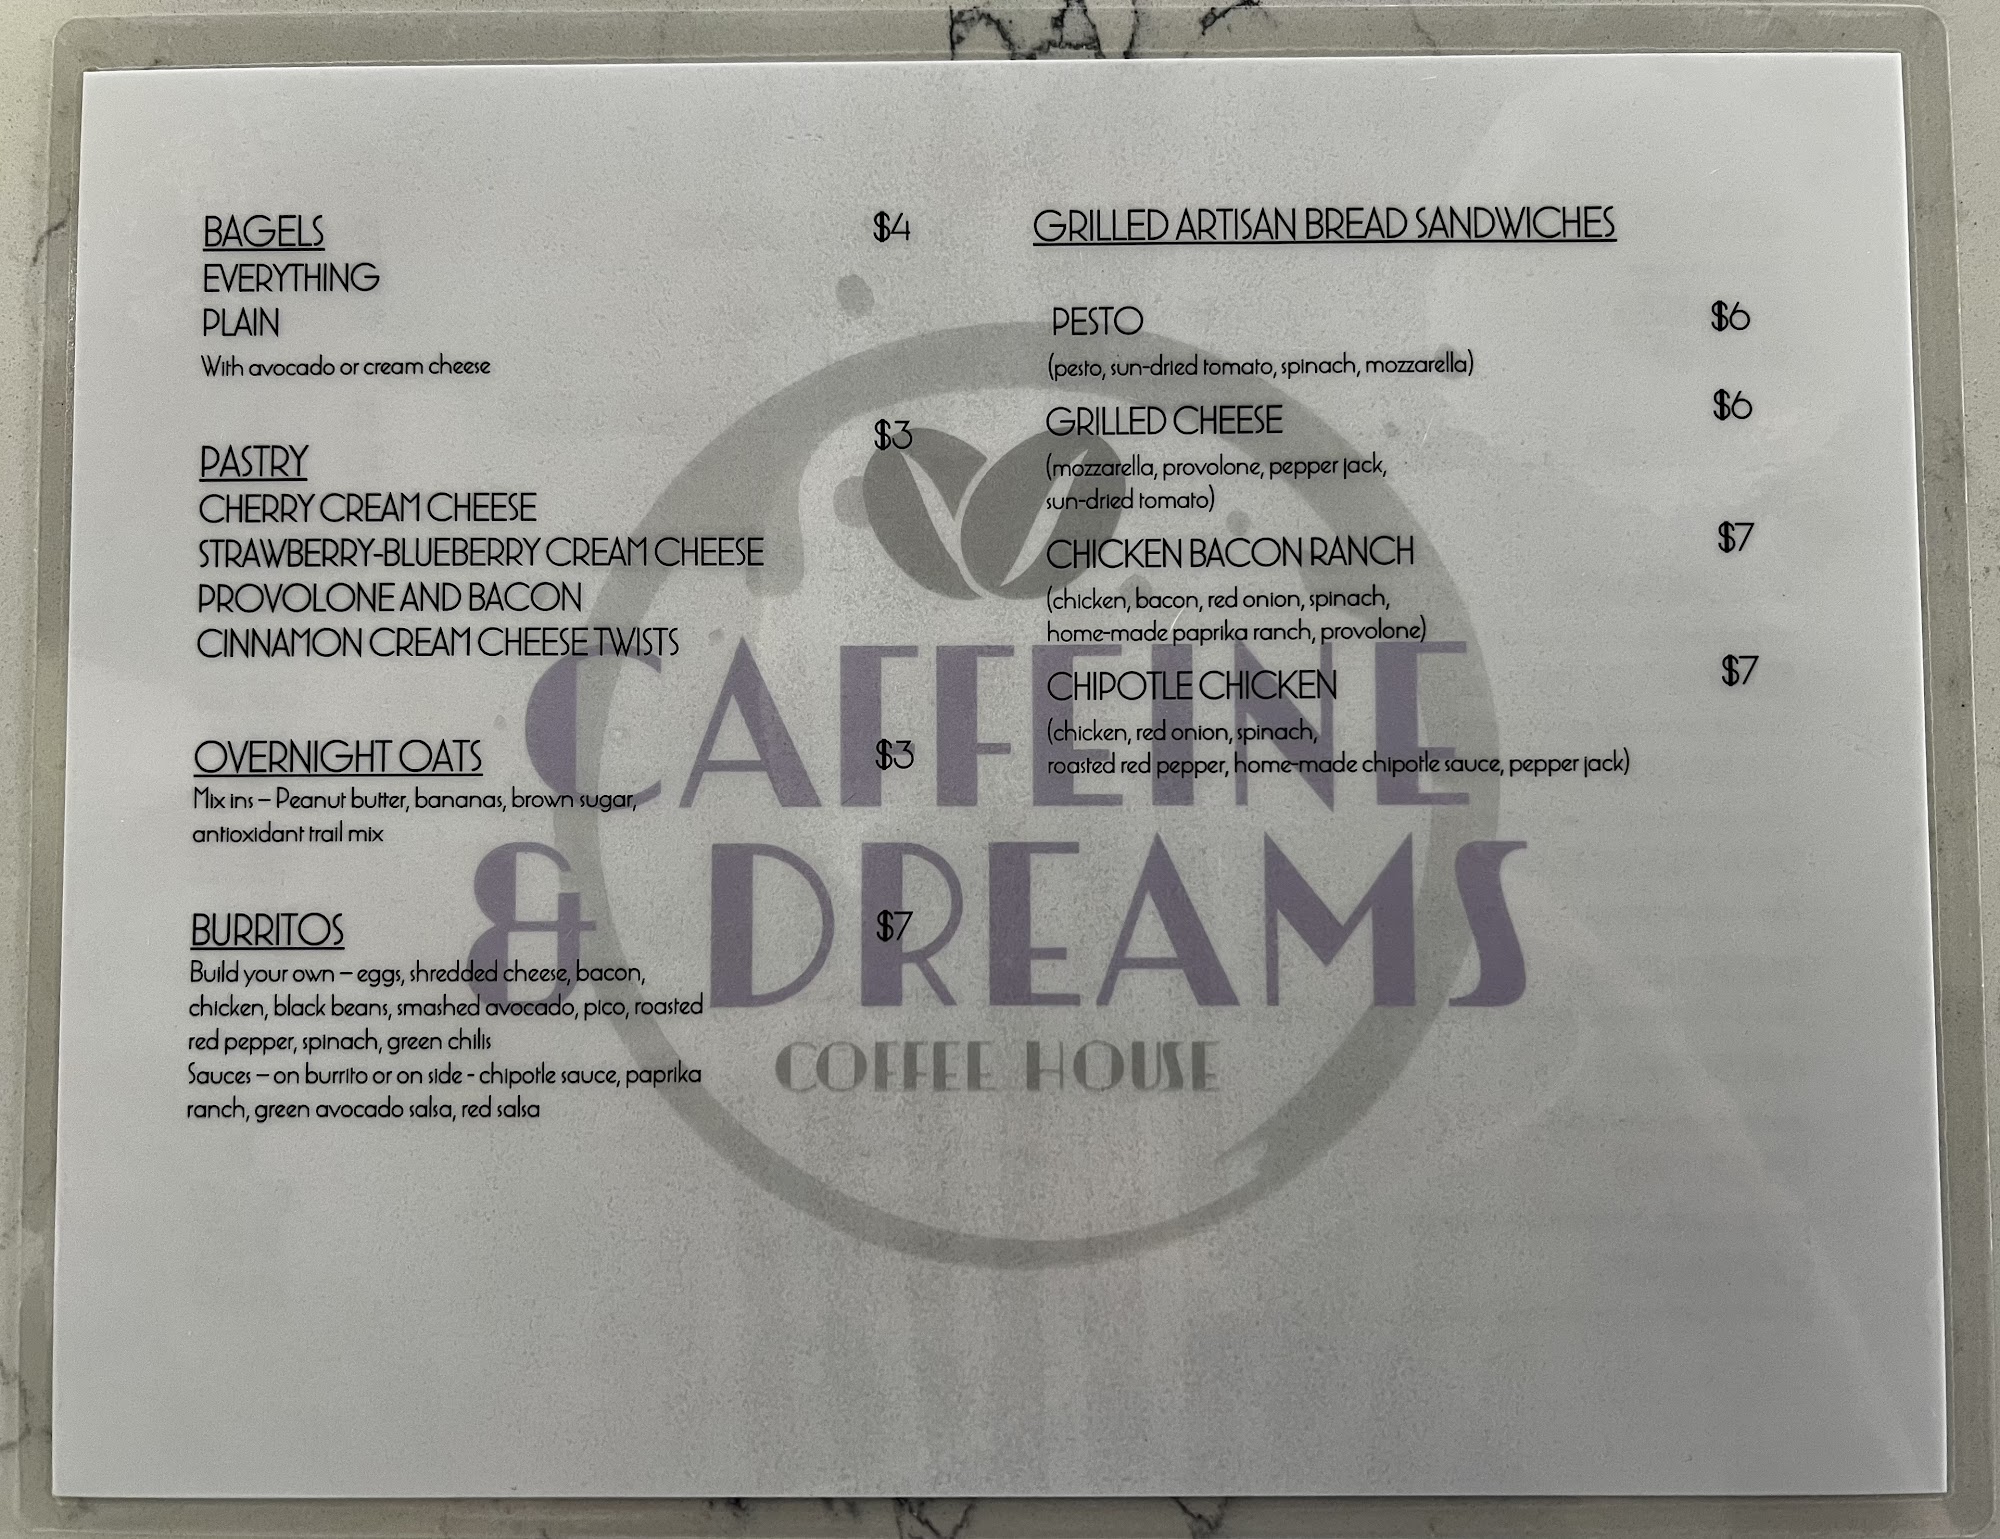 BAGELS $4
EVERYTHING
PLAIN
With avocado or cream cheese
PASTRY $3
CHERRY CREAM CHEESE
STRAWBERRY-BLUEBERRY CREAM CHEESE
PROVOLONE AND BACON
CINNAMON CREAM CHEESE TWISTS
OVERNIGHT OATS $3
Mix ins – Peanut butter, bananas, brown sugar,
antioxidant trail mix
BURRITOS $7
Build your own – eggs, shredded cheese, bacon,
chicken, black beans, smashed avocado, pico, roasted
red pepper, spinach, green chilis
Sauces – on burrito or on side - chipotle sauce, paprika
ranch, green avocado salsa, red salsa
GRILLED ARTISAN BREAD SANDWICHES
PESTO $6
(pesto, sun-dried tomato, spinach, mozzarella)
GRILLED CHEESE $6
(mozzarella, provolone, pepper jack,
sun-dried tomato)
CHICKEN BACON RANCH $7
(chicken, bacon, red onion, spinach,
home-made paprika ranch, provolone)
CHIPOTLE CHICKEN $7
(chicken, red onion, spinach,
roasted red pepper, home-made chipotle sauce, pepper jack)
CAFFEINE
& DREAMS
COFFEE HOUSE